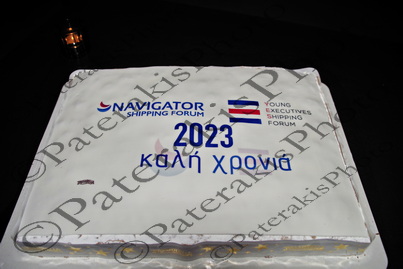 NAVIGATOR
SHIPPING FORUM
YOUNG
EXECUTIVES
SHIPPING
FORUM
2023
καλή χρονιά
©PaterakisPh
©PaterakisPh
©PaterakisPh